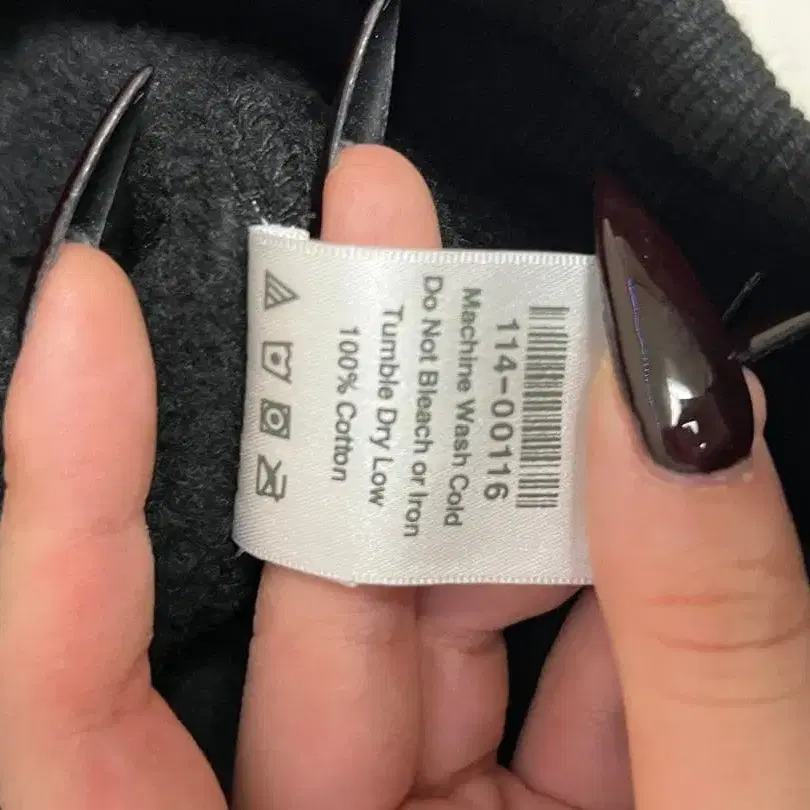 114-00116
Machine Wash Cold
Do Not Bleach or Iron
Tumble Dry Low
100% Cotton